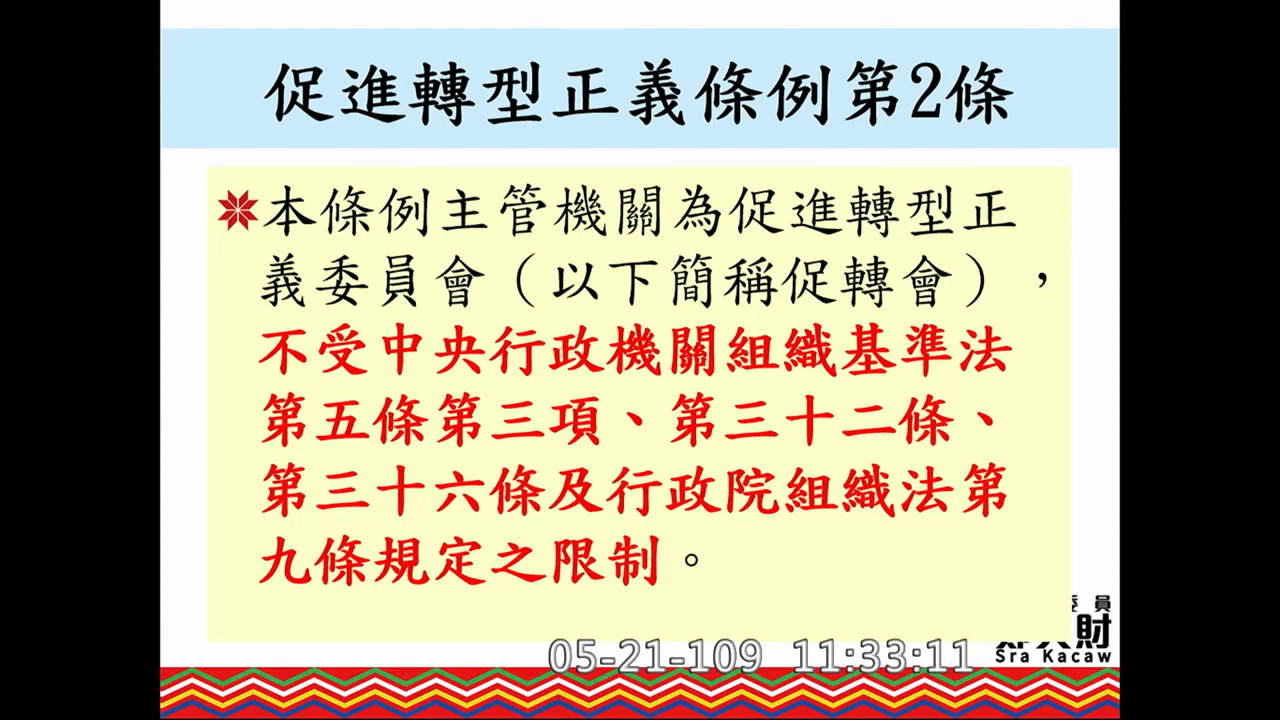 促進轉型正義條例第2條
本條例主管機關為促進轉型正
義委員會（以下簡稱促轉會），
不受中央行政機關組織基準法
第五條第三項、第三十二條、
第三十六條及行政院組織法第
九條規定之限制。
員
財
Sra Kacaw
05-21-109 11:33:11